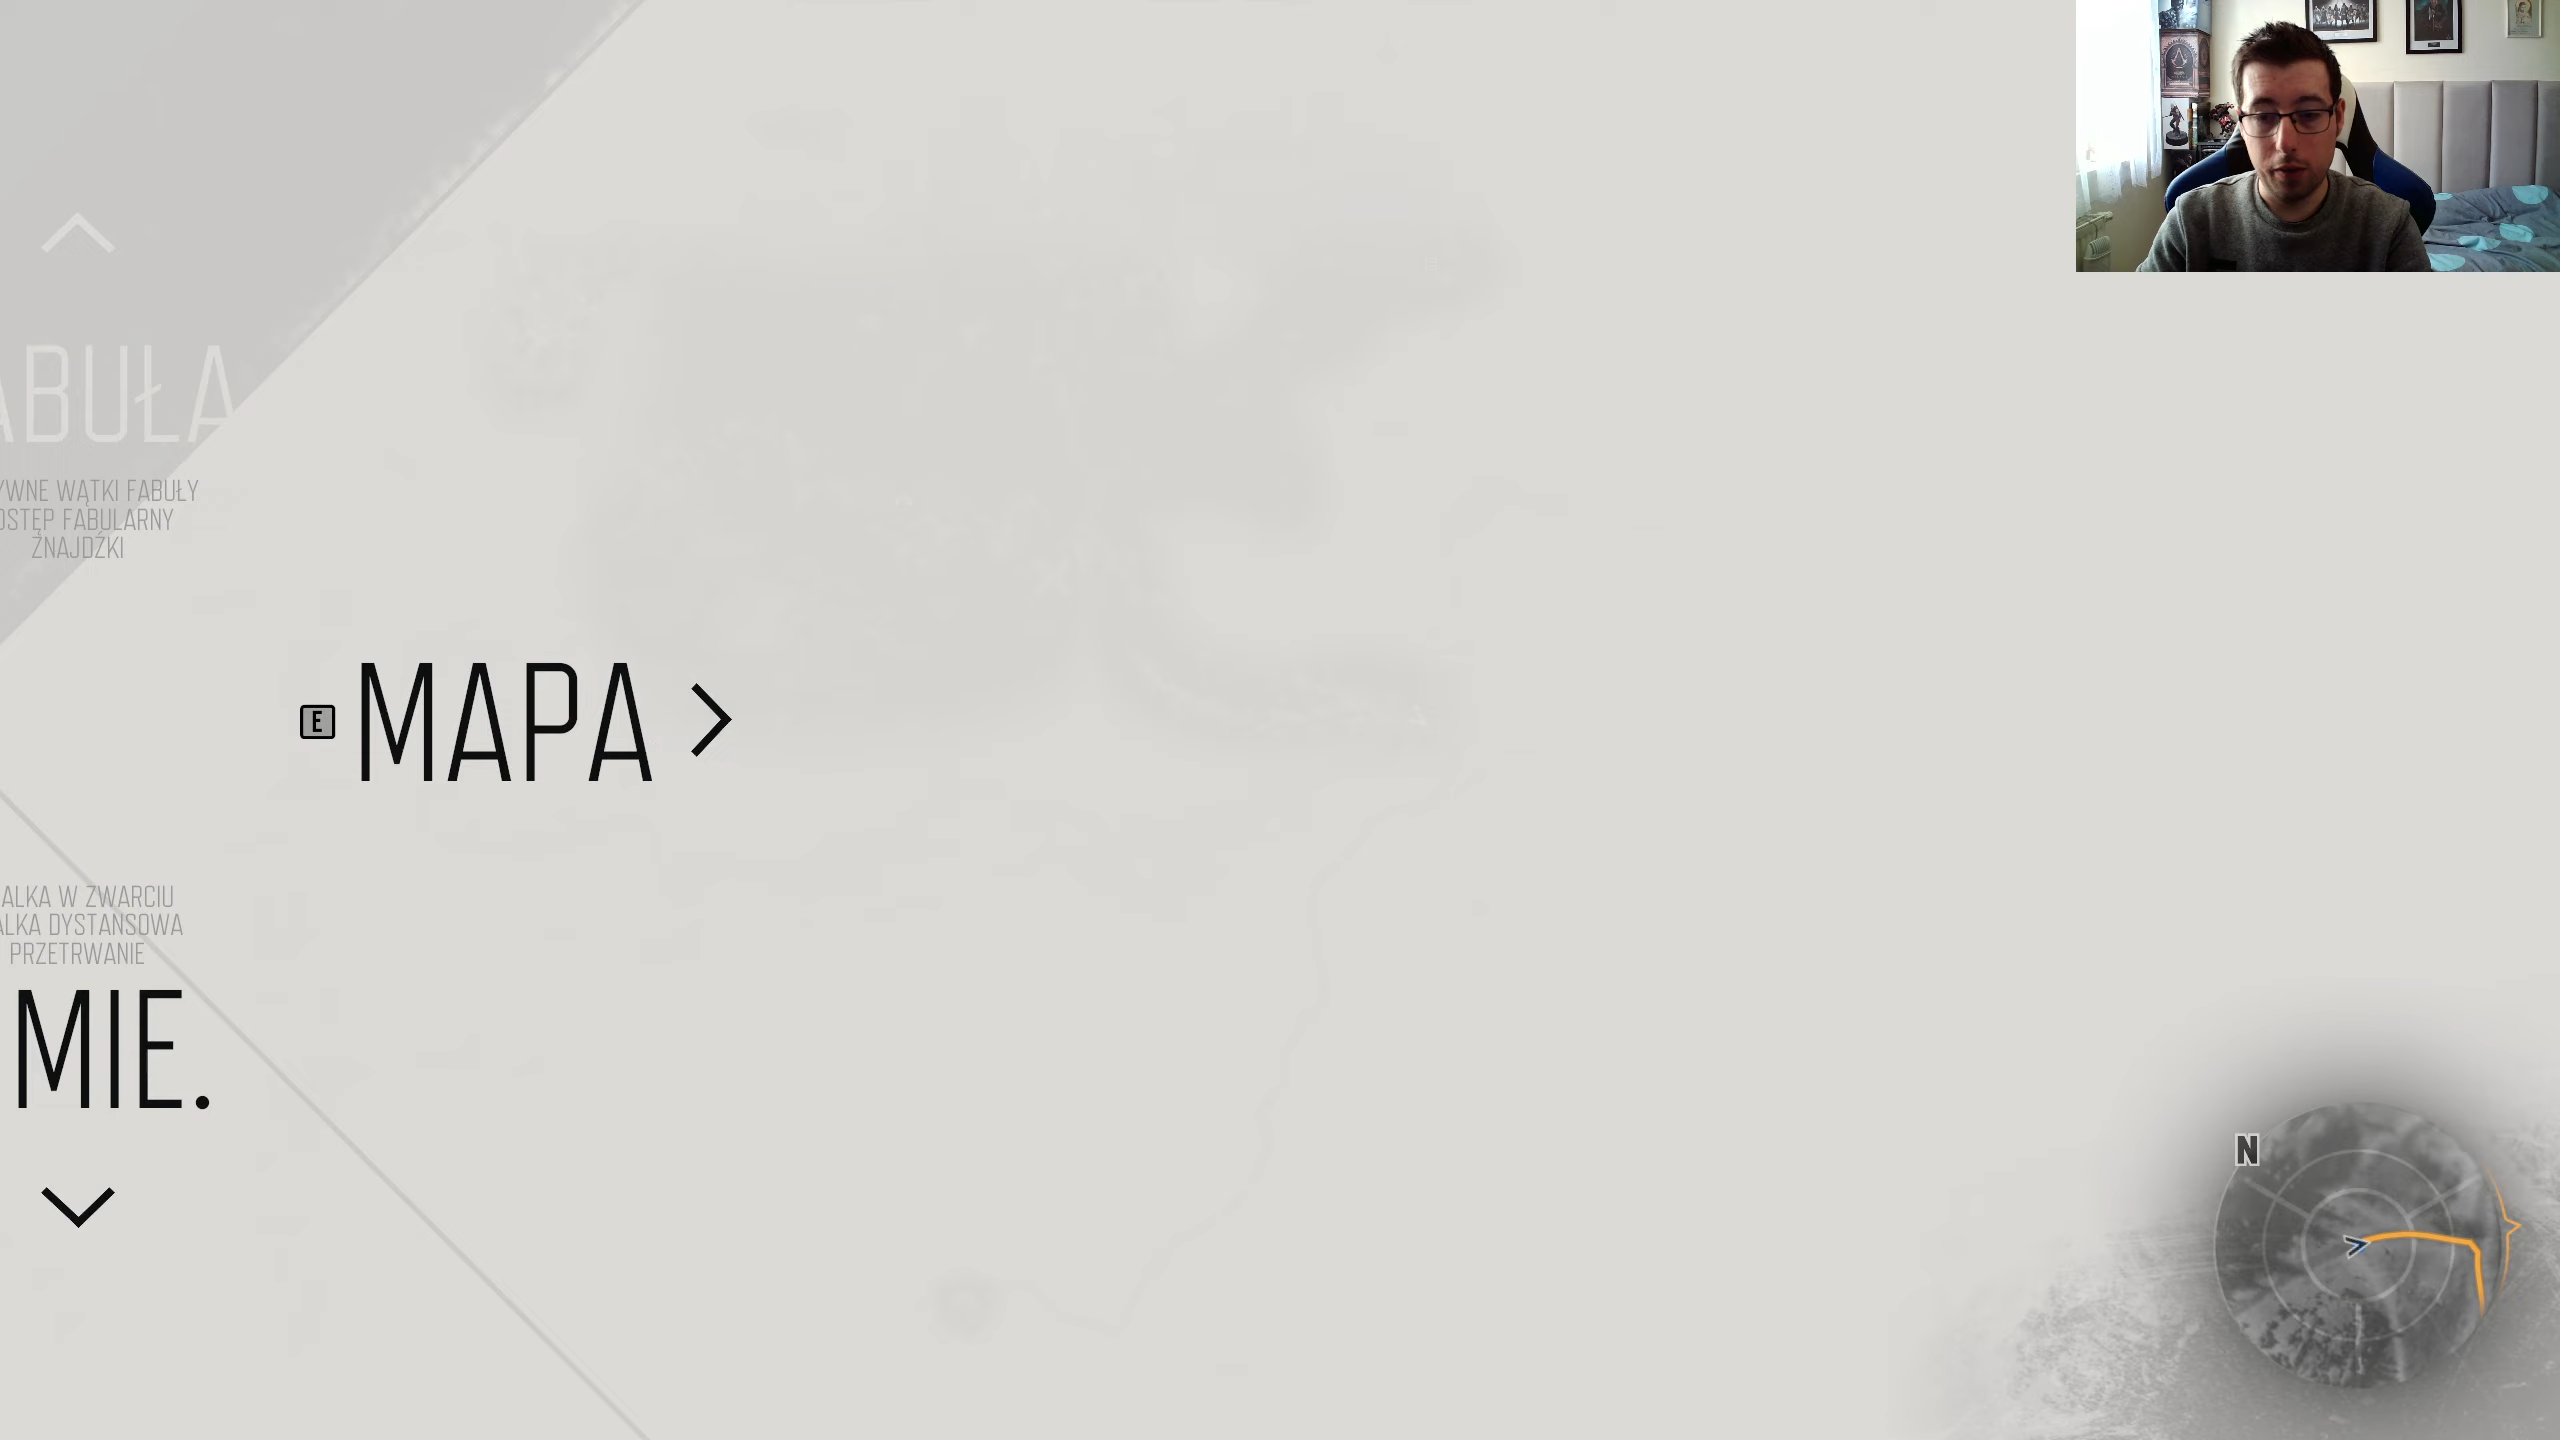 ABUŁA
YWNE WĄTKI FABUŁY
OSTĘP FABULARNY
ZNAJDŹKI
E MAPA
ALKA W ZWARCIU
ALKA DYSTANSOWA
PRZETRWANIE
MIE.
N